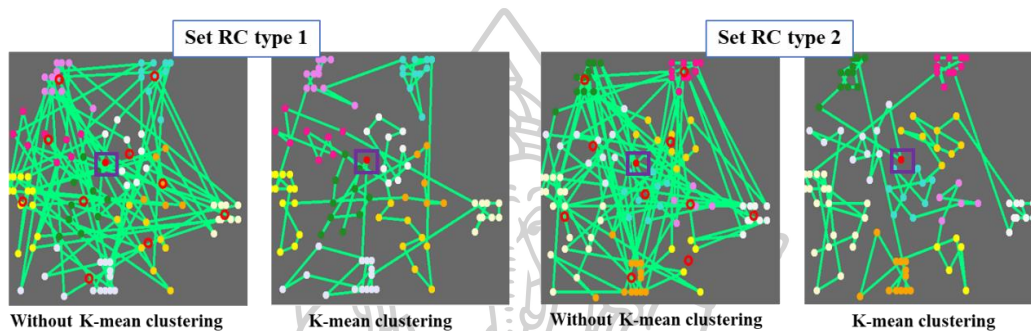 Set RC type 1
Set RC type 2
Without K-mean clustering
K-mean clustering
Without K-mean clustering
K-mean clustering